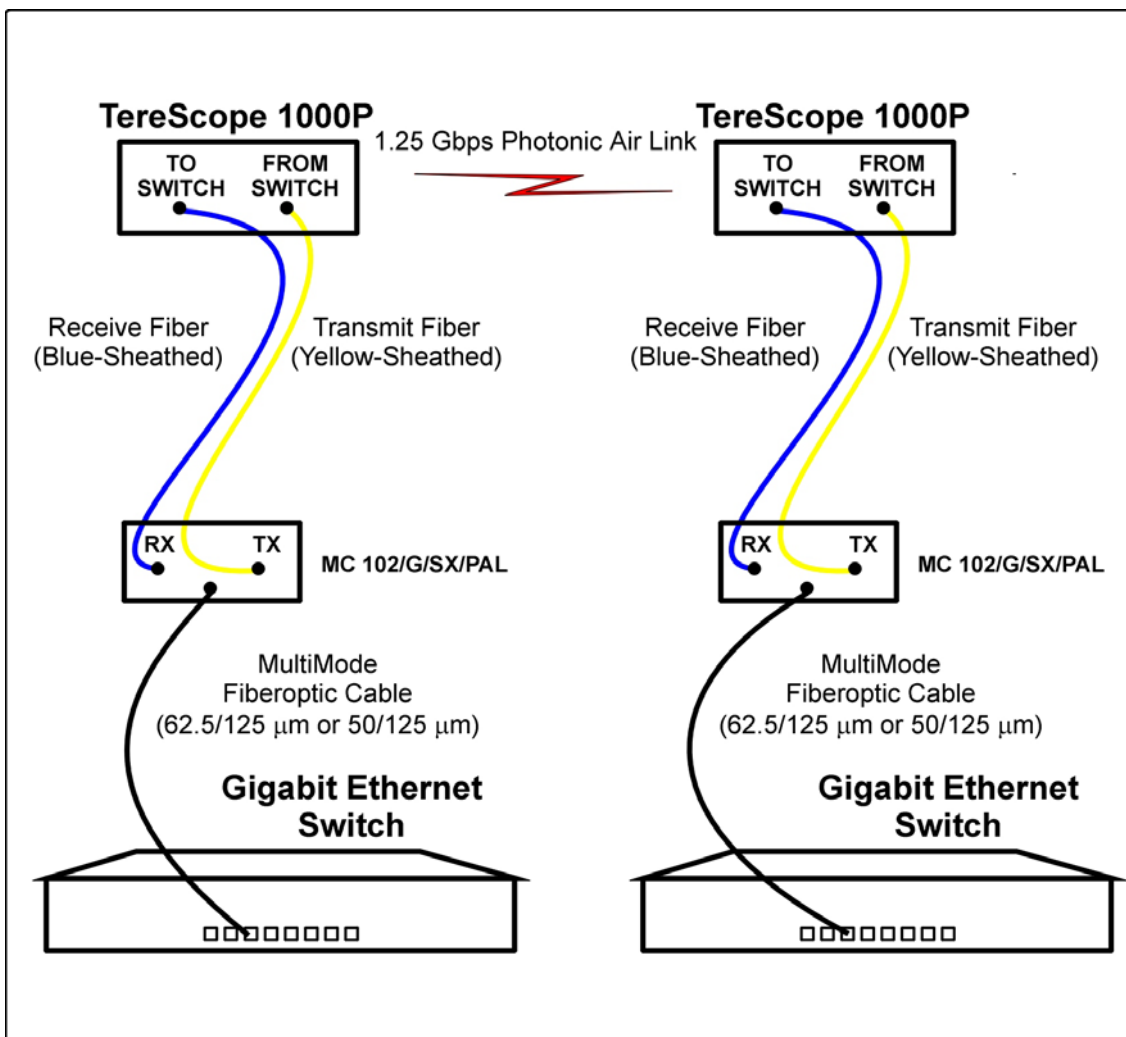 TereScope 1000P
TO
SWITCH
FROM
SWITCH
1.25 Gbps Photonic Air Link
TereScope 1000P
TO
SWITCH
FROM
SWITCH
Receive Fiber
(Blue-Sheathed)
Transmit Fiber
(Yellow-Sheathed)
Receive Fiber
(Blue-Sheathed)
Transmit Fiber
(Yellow-Sheathed)
RX
TX
MC 102/G/SX/PAL
RX
TX
MC 102/G/SX/PAL
MultiMode
Fiberoptic Cable
(62.5/125 μm or 50/125 μm)
MultiMode
Fiberoptic Cable
(62.5/125 μm or 50/125 μm)
Gigabit Ethernet
Switch
Gigabit Ethernet
Switch